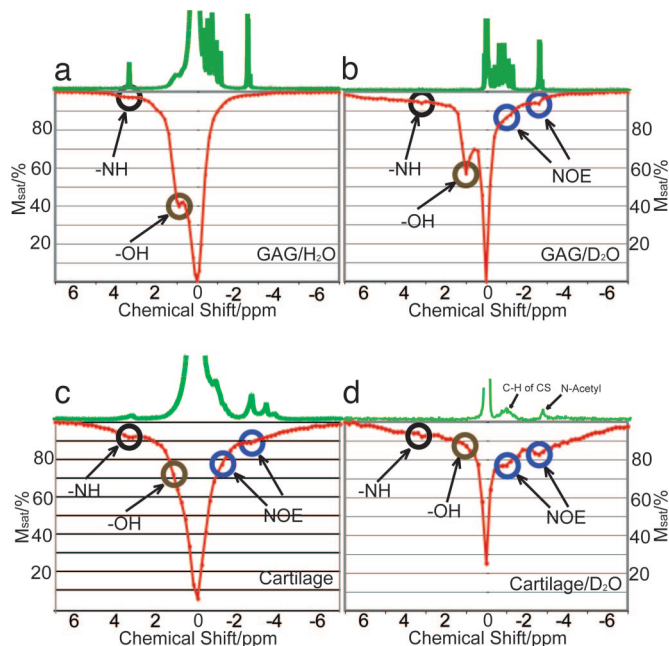 a
b
Msat/%
80
60
40
20
-NH
-OH
GAG/H₂O
6 4 2 0 -2 -4 -6
Chemical Shift/ppm
-NH
-OH
NOE
GAG/D₂O
80
60
40
20
Msat/%
6 4 2 0 -2 -4 -6
Chemical Shift/ppm
c
d
Msat/%
80
60
40
20
-NH
-OH
NOE
Cartilage
6 4 2 0 -2 -4 -6
Chemical Shift/ppm
C-H of CS
N-Acetyl
-NH
-OH
NOE
Cartilage/D₂O
80
60
40
20
Msat/%
6 4 2 0 -2 -4 -6
Chemical Shift/ppm